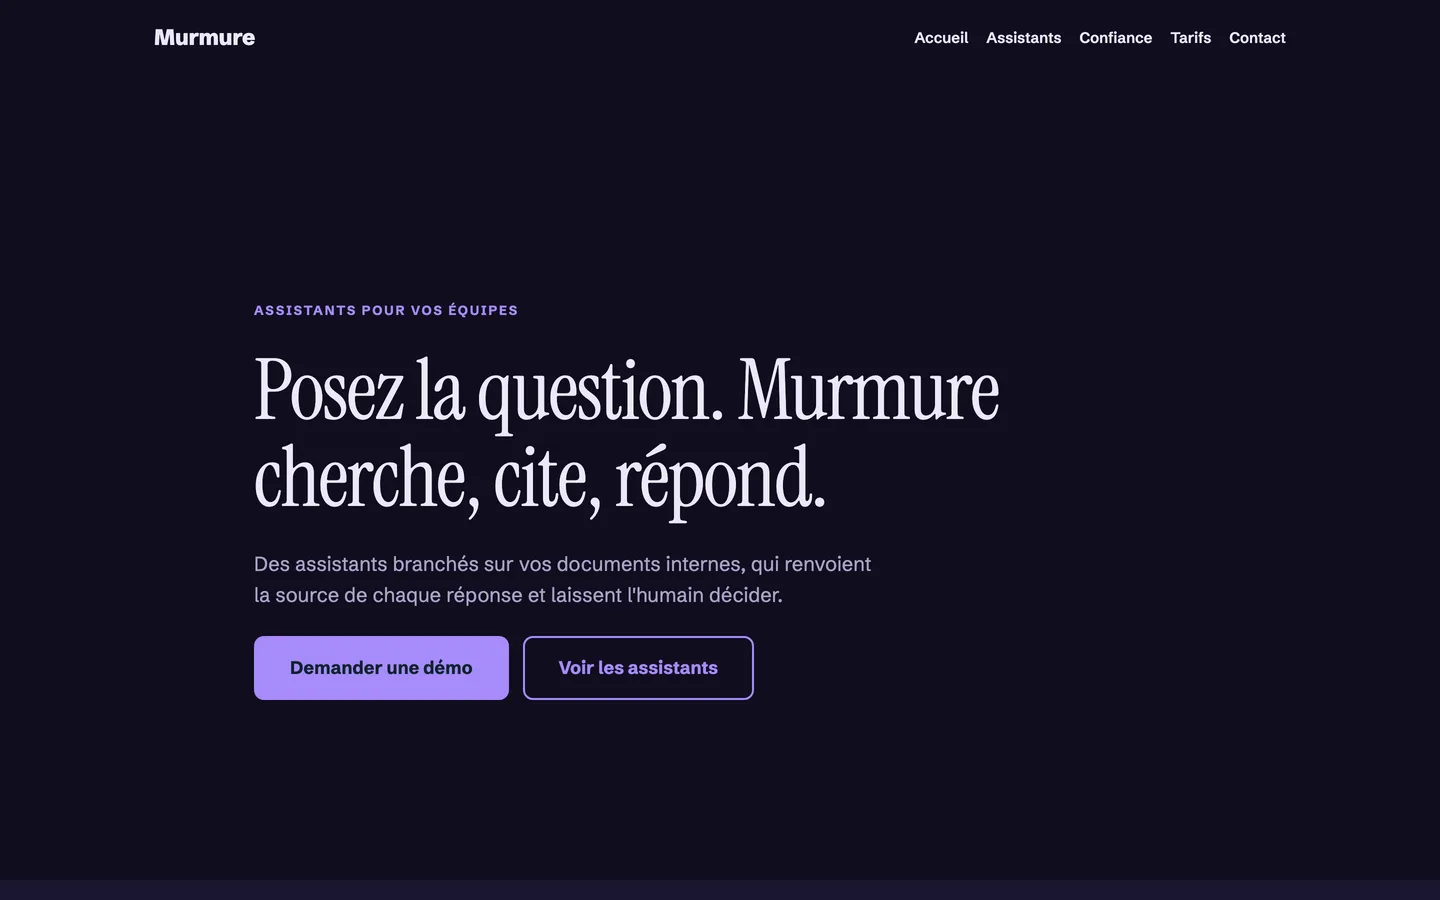 Murmure
Accueil Assistants Confiance Tarifs Contact
ASSISTANTS POUR VOS ÉQUIPES
Posez la question. Murmure
cherche, cite, répond.
Des assistants branchés sur vos documents internes, qui renvoient
la source de chaque réponse et laissent l'humain décider.
Demander une démo
Voir les assistants